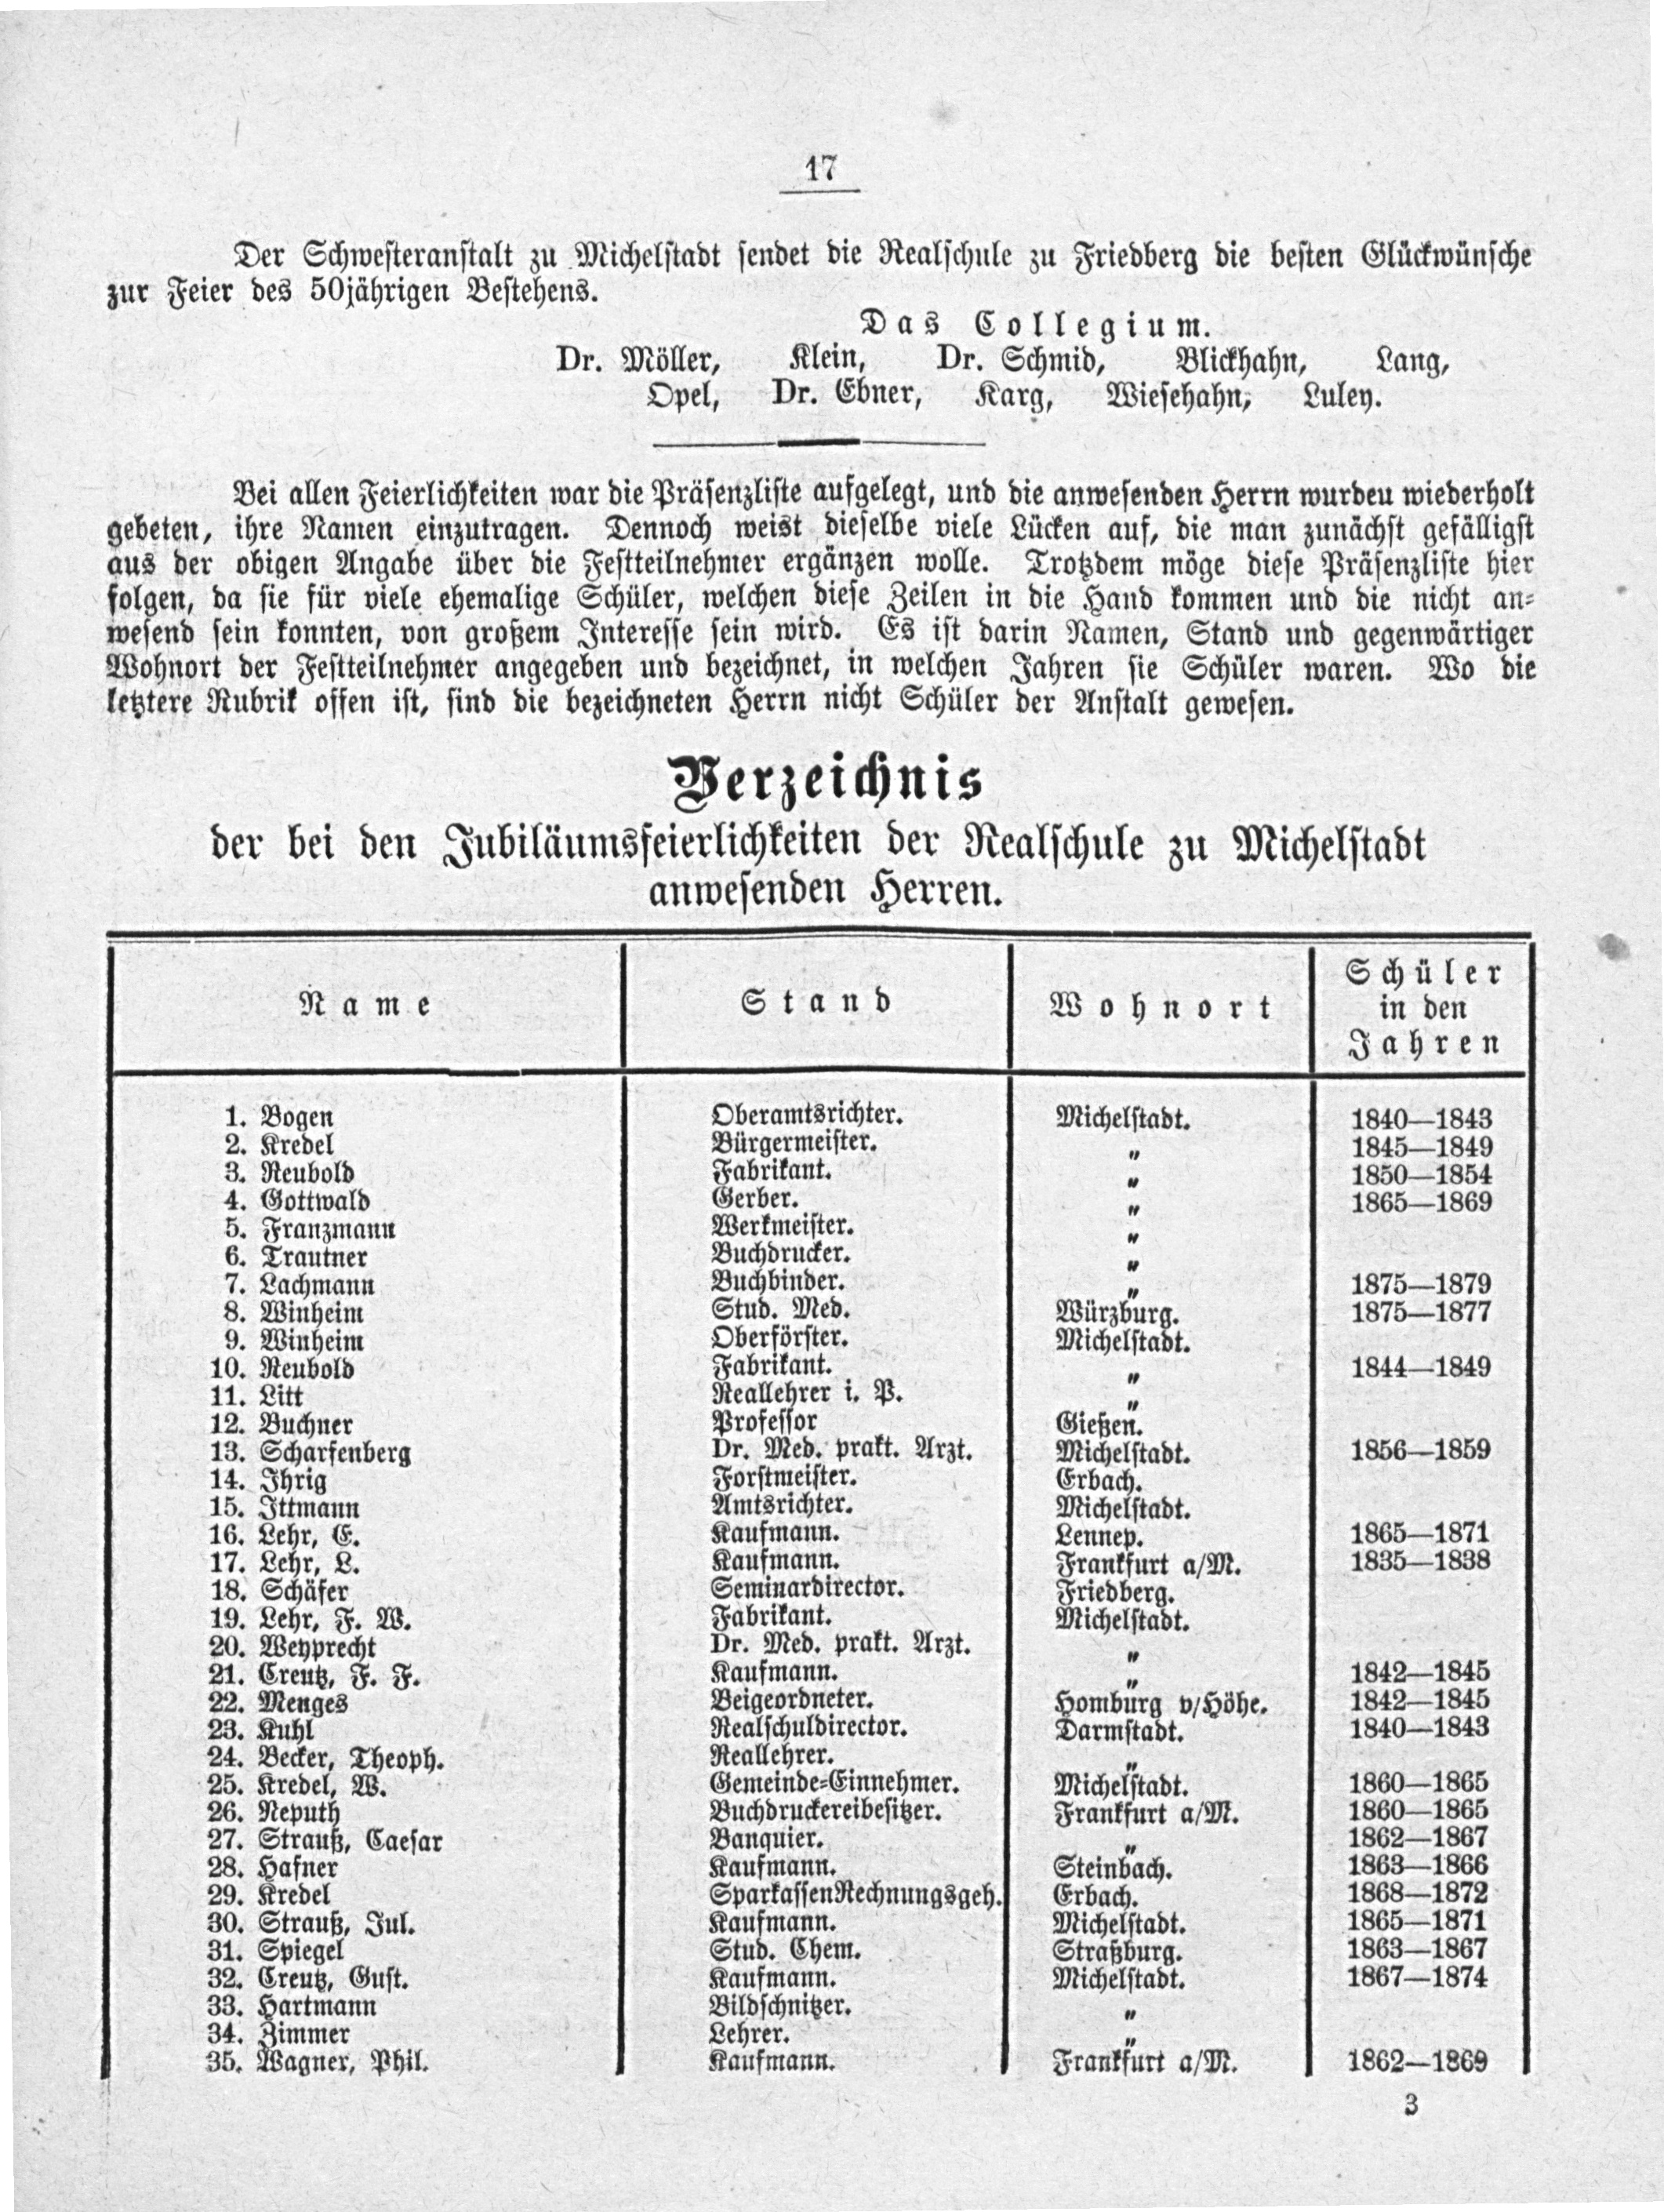 17
Der Schwesteranstalt zu Michelstadt sendet die Realschule zu Friedberg die besten Glückwünsche
zur Feier des 50jährigen Bestehens.
Das Collegium.
Dr. Möller, Klein, Dr. Schmid, Blickhahn, Lang,
Opel, Dr. Ebner, Karg, Wiesehahn, Luley.
Bei allen Feierlichkeiten war die Präsenzliste aufgelegt, und die anwesenden Herrn wurden wiederholt
gebeten, ihre Namen einzutragen. Dennoch weist dieselbe viele Lücken auf, die man zunächst gefälligst
aus der obigen Angabe über die Festteilnehmer ergänzen wolle. Trotzdem möge diese Präsenzliste hier
folgen, da sie für viele ehemalige Schüler, welchen diese Zeilen in die Hand kommen und die nicht an-
wesend sein konnten, von großem Interesse sein wird. Es ist darin Namen, Stand und gegenwärtiger
Wohnort der Festteilnehmer angegeben und bezeichnet, in welchen Jahren sie Schüler waren. Wo die
letztere Rubrik offen ist, sind die bezeichneten Herrn nicht Schüler der Anstalt gewesen.
Verzeichnis
der bei den Jubiläumsfeierlichkeiten der Realschule zu Michelstadt
anwesenden Herren.
Name Stand Wohnort Schüler in den Jahren
1. Bogen Oberamtsrichter. Michelstadt. 1840—1843
2. Kredel Bürgermeister. " 1845—1849
3. Neubold Fabrikant. " 1850—1854
4. Gottwald Gerber. " 1865—1869
5. Franzmann Werkmeister. "
6. Trautner Buchdrucker. "
7. Lachmann Buchbinder. " 1875—1879
8. Winheim Stud. Med. Würzburg. 1875—1877
9. Winheim Oberförster. Michelstadt.
10. Neubold Fabrikant. " 1844—1849
11. Litt Reallehrer i. P. "
12. Buchner Professor Gießen.
13. Scharfenberg Dr. Med. prakt. Arzt. Michelstadt. 1856—1859
14. Ihrig Forstmeister. Erbach.
15. Ittmann Amtsrichter. Michelstadt.
16. Lehr, E. Kaufmann. Lennep. 1865—1871
17. Lehr, L. Kaufmann. Frankfurt a/M. 1835—1838
18. Schäfer Seminardirector. Friedberg.
19. Lehr, F. W. Fabrikant. Michelstadt.
20. Weyprecht Dr. Med. prakt. Arzt. "
21. Creutz, F. F. Kaufmann. " 1842—1845
22. Menges Beigeordneter. Homburg v/Höhe. 1842—1845
23. Kuhl Realschuldirector. Darmstadt. 1840—1843
24. Becker, Theoph. Reallehrer. "
25. Kredel, W. Gemeinde-Einnehmer. Michelstadt. 1860—1865
26. Neputh Buchdruckereibesitzer. Frankfurt a/M. 1860—1865
27. Strauß, Caesar Banquier. " 1862—1867
28. Hafner Kaufmann. Steinbach. 1863—1866
29. Kredel SparkassenRechnungsgeh. Erbach. 1868—1872
30. Strauß, Jul. Kaufmann. Michelstadt. 1865—1871
31. Spiegel Stud. Chem. Straßburg. 1863—1867
32. Creutz, Gust. Kaufmann. Michelstadt. 1867—1874
33. Hartmann Bildschnitzer. "
34. Zimmer Lehrer. "
35. Wagner, Phil. Kaufmann. Frankfurt a/M. 1862—1869
3